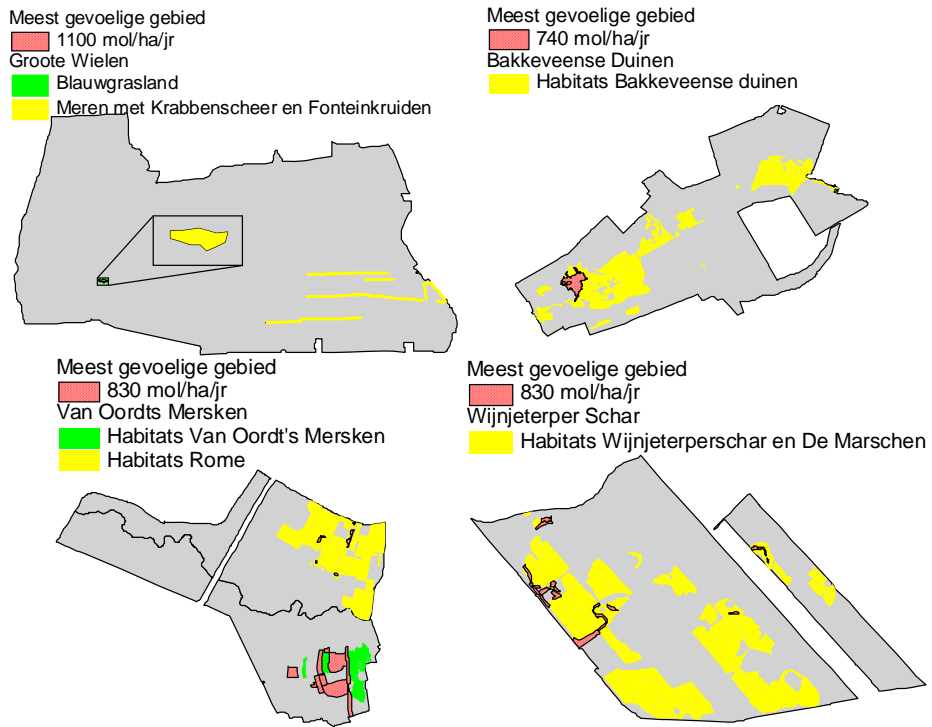 Meest gevoelige gebied
1100 mol/ha/jr
Groote Wielen
Blauwgrasland
Meren met Krabbenscheer en Fonteinkruiden
Meest gevoelige gebied
740 mol/ha/jr
Bakkeveense Duinen
Habitats Bakkeveense duinen
Meest gevoelige gebied
830 mol/ha/jr
Van Oordts Mersken
Habitats Van Oordt's Mersken
Habitats Rome
Meest gevoelige gebied
830 mol/ha/jr
Wijnjeterper Schar
Habitats Wijnjeterperschar en De Marschen